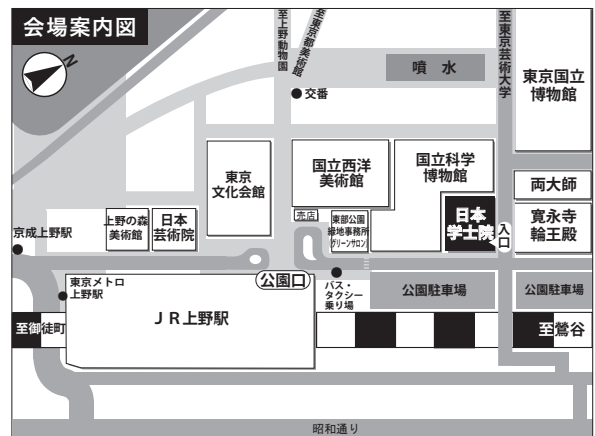 会場案内図
N
至上野動物園
至東京都美術館
至東京芸術大学
噴 水
交番
東京国立
博物館
東京
文化会館
国立西洋
美術館
国立科学
博物館
両大師
上野の森
美術館
日本
芸術院
売店
東部公園
緑地事務所
(グリーンサロン)
日本
学士院
入口
寛永寺
輪王殿
京成上野駅
東京メトロ
上野駅
公園口
バス・
タクシー
乗り場
公園駐車場
公園駐車場
至御徒町
JR上野駅
至鶯谷
昭和通り